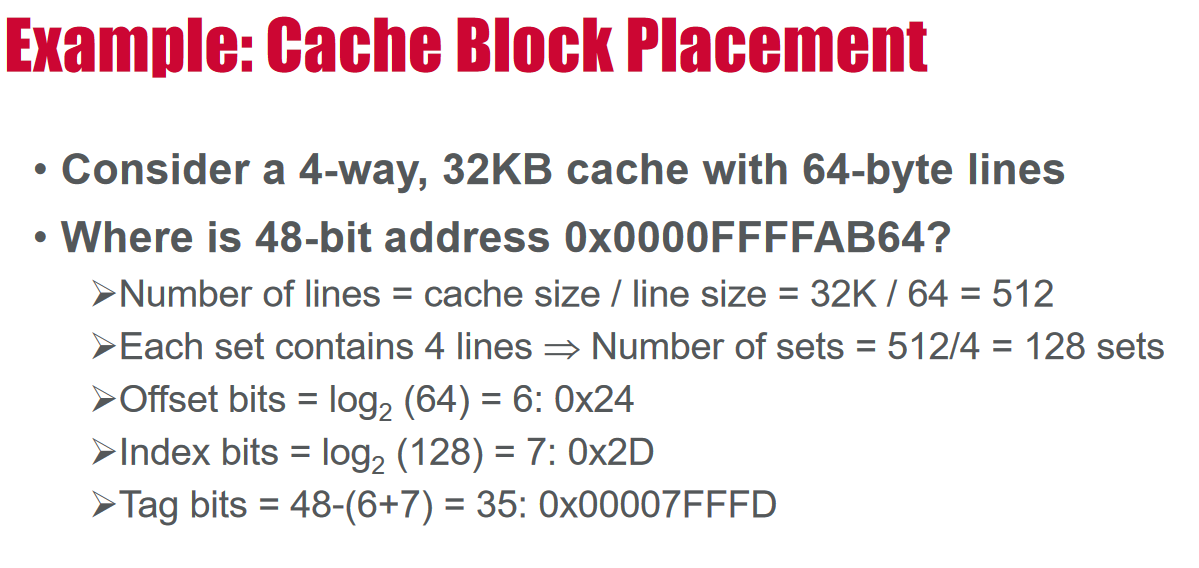 Example: Cache Block Placement
• Consider a 4-way, 32KB cache with 64-byte lines
• Where is 48-bit address 0x0000FFFFAB64?
➢Number of lines = cache size / line size = 32K / 64 = 512
➢Each set contains 4 lines ⇒ Number of sets = 512/4 = 128 sets
➢Offset bits = log₂ (64) = 6: 0x24
➢Index bits = log₂ (128) = 7: 0x2D
➢Tag bits = 48-(6+7) = 35: 0x00007FFFD